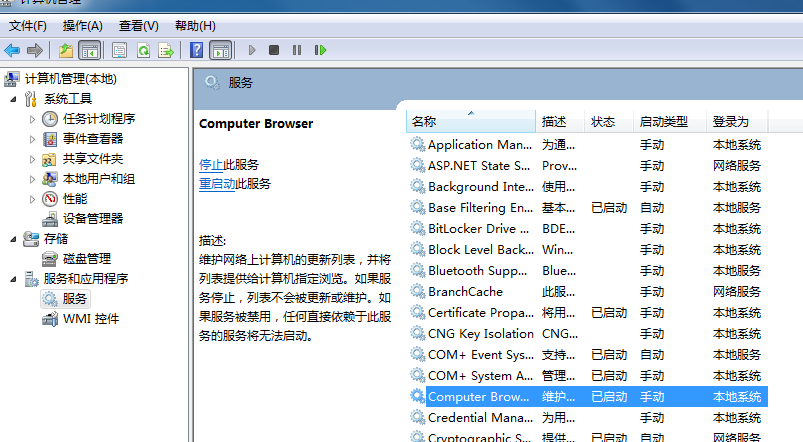 计算机管理
文件(F) 操作(A) 查看(V) 帮助(H)
计算机管理(本地)
系统工具
任务计划程序
事件查看器
共享文件夹
本地用户和组
性能
设备管理器
存储
磁盘管理
服务和应用程序
服务
WMI 控件
服务
Computer Browser
停止此服务
重启动此服务
描述:
维护网络上计算机的更新列表，并将
列表提供给计算机指定浏览。如果服
务停止，列表不会被更新或维护。如
果服务被禁用，任何直接依赖于此服
务的服务将无法启动。
名称 描述 状态 启动类型 登录为
Application Man... 为通... 手动 本地系统
ASP.NET State S... Prov... 手动 网络服务
Background Inte... 使用... 手动 本地系统
Base Filtering En... 基本... 已启动 自动 本地服务
BitLocker Drive ... BDE... 手动 本地系统
Block Level Back... Win... 手动 本地系统
Bluetooth Supp... Blue... 手动 本地服务
BranchCache 此服... 手动 网络服务
Certificate Propa... 将用... 已启动 手动 本地系统
CNG Key Isolation CNG... 已启动 手动 本地系统
COM+ Event Sys... 支持... 已启动 自动 本地服务
COM+ System A... 管理... 已启动 手动 本地系统
Computer Brow... 维护... 已启动 手动 本地系统
Credential Mana... 为用... 手动 本地系统
Cryptographic S... 提供... 已启动 自动 网络服务